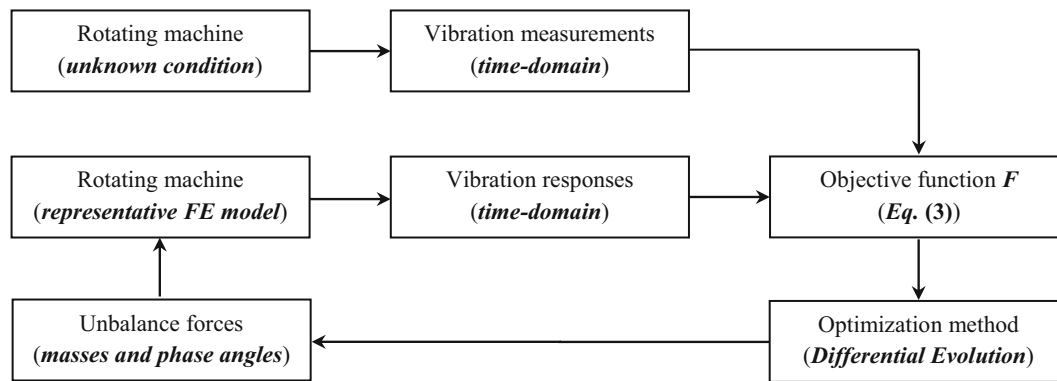 Rotating machine
(unknown condition)
Vibration measurements
(time-domain)
Rotating machine
(representative FE model)
Vibration responses
(time-domain)
Objective function F
(Eq. (3))
Unbalance forces
(masses and phase angles)
Optimization method
(Differential Evolution)